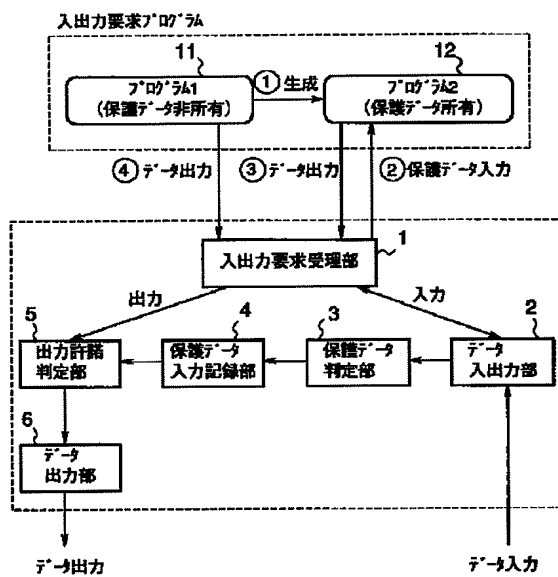 入出力要求プログラム
11
プログラム1
(保護データ非所有)
① 生成
12
プログラム2
(保護データ所有)
④ データ出力
③ データ出力
② 保護データ入力
1
入出力要求受理部
出力
入力
5
出力許諾
判定部
4
保護データ
入力記録部
3
保護データ
判定部
2
データ
入出力部
6
データ
出力部
データ出力
データ入力